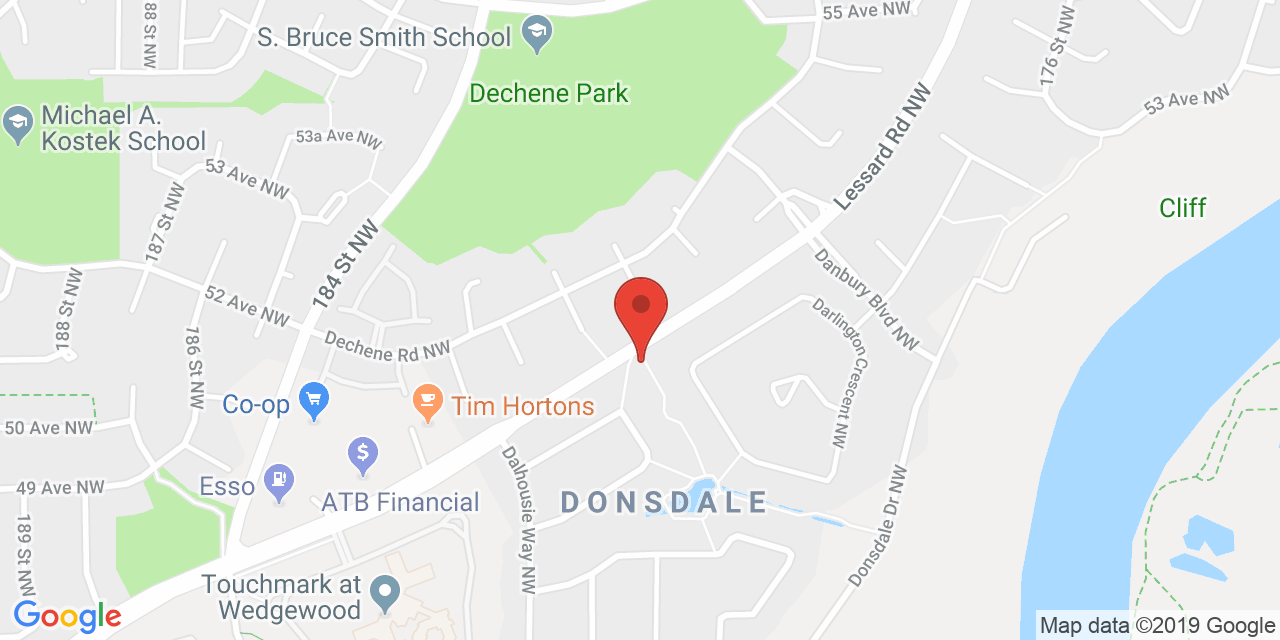 55 Ave NW
88 St NW
S. Bruce Smith School
176 St NW
Dechene Park
53 Ave NW
Lessard Rd NW
Michael A.
Kostek School
53a Ave NW
53 Ave NW
187 St NW
Cliff
184 St NW
Danbury Blvd NW
52 Ave NW
188 St NW
Darlington Crescent NW
Dechene Rd NW
186 St NW
Co-op
Tim Hortons
50 Ave NW
Dalhousie Way NW
49 Ave NW
Esso
$
ATB Financial
DONSDALE
Donsdale Dr NW
189 St NW
Touchmark at
Wedgewood
Google
Map data ©2019 Google